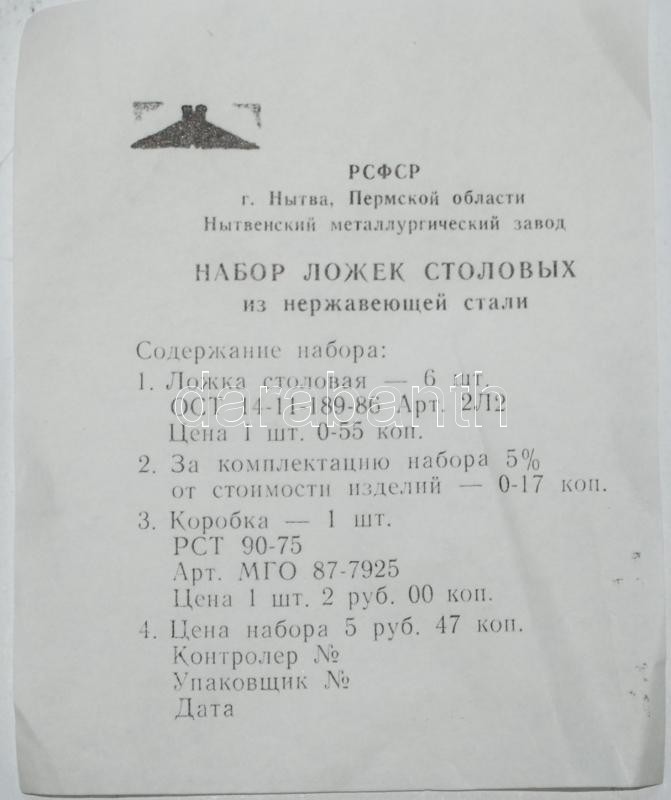 РСФСР
г. Нытва, Пермской области
Нытвенский металлургический завод
НАБОР ЛОЖЕК СТОЛОВЫХ
из нержавеющей стали
Содержание набора:
1. Ложка столовая — 6 шт.
ОСТ 14-11-189-86 Арт. 2Л2
darabanth
Цена 1 шт. 0-55 коп.
2. За комплектацию набора 5%
от стоимости изделий — 0-17 коп.
3. Коробка — 1 шт.
РСТ 90-75
Арт. МГО 87-7925
Цена 1 шт. 2 руб. 00 коп.
4. Цена набора 5 руб. 47 коп.
Контролер №
Упаковщик №
Дата